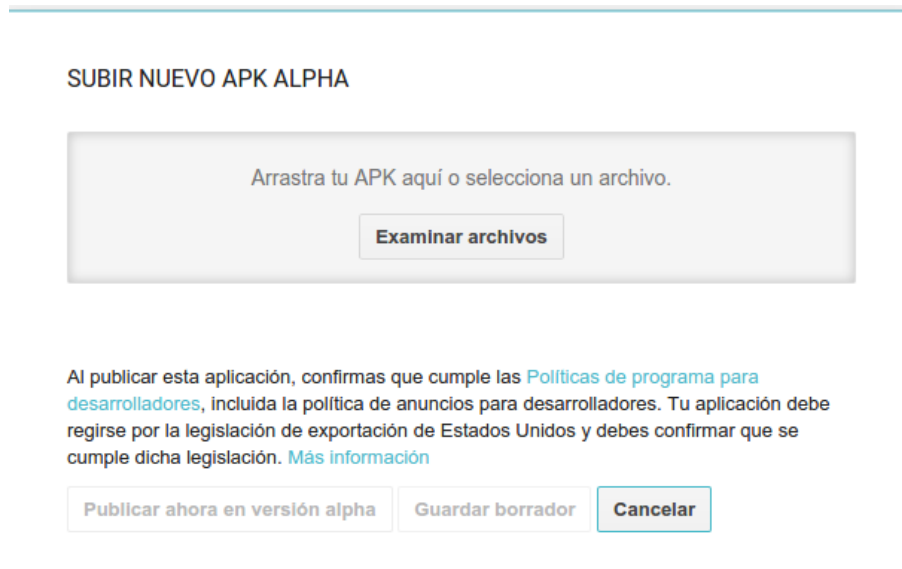 SUBIR NUEVO APK ALPHA
Arrastra tu APK aquí o selecciona un archivo.
Examinar archivos
Al publicar esta aplicación, confirmas que cumple las Políticas de programa para
desarrolladores, incluida la política de anuncios para desarrolladores. Tu aplicación debe
regirse por la legislación de exportación de Estados Unidos y debes confirmar que se
cumple dicha legislación. Más información
Publicar ahora en versión alpha Guardar borrador Cancelar